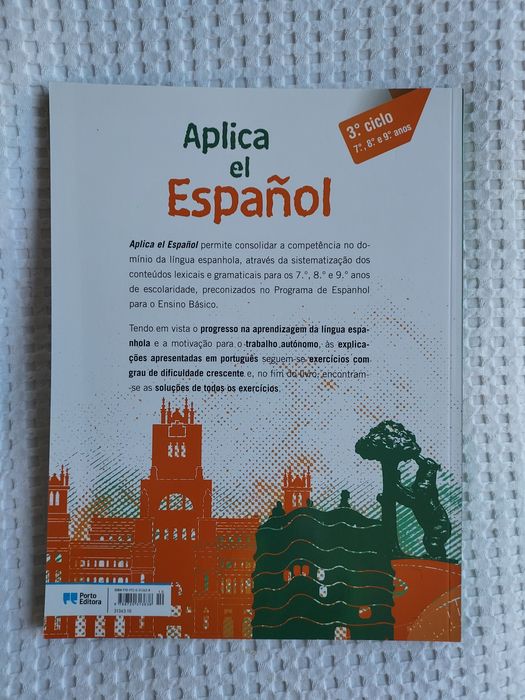 3.º ciclo
7.º, 8.º e 9.º anos
Aplica
el
Español
Aplica el Español permite consolidar a competência no do-
mínio da língua espanhola, através da sistematização dos
conteúdos lexicais e gramaticais para os 7.º, 8.º e 9.º anos
de escolaridade, preconizados no Programa de Espanhol
para o Ensino Básico.
Tendo em vista o progresso na aprendizagem da língua espa-
nhola e a motivação para o trabalho autónomo, às explica-
ções apresentadas em português seguem-se exercícios com
grau de dificuldade crescente e, no fim do livro, encontram-
-se as soluções de todos os exercícios.
Porto
Editora